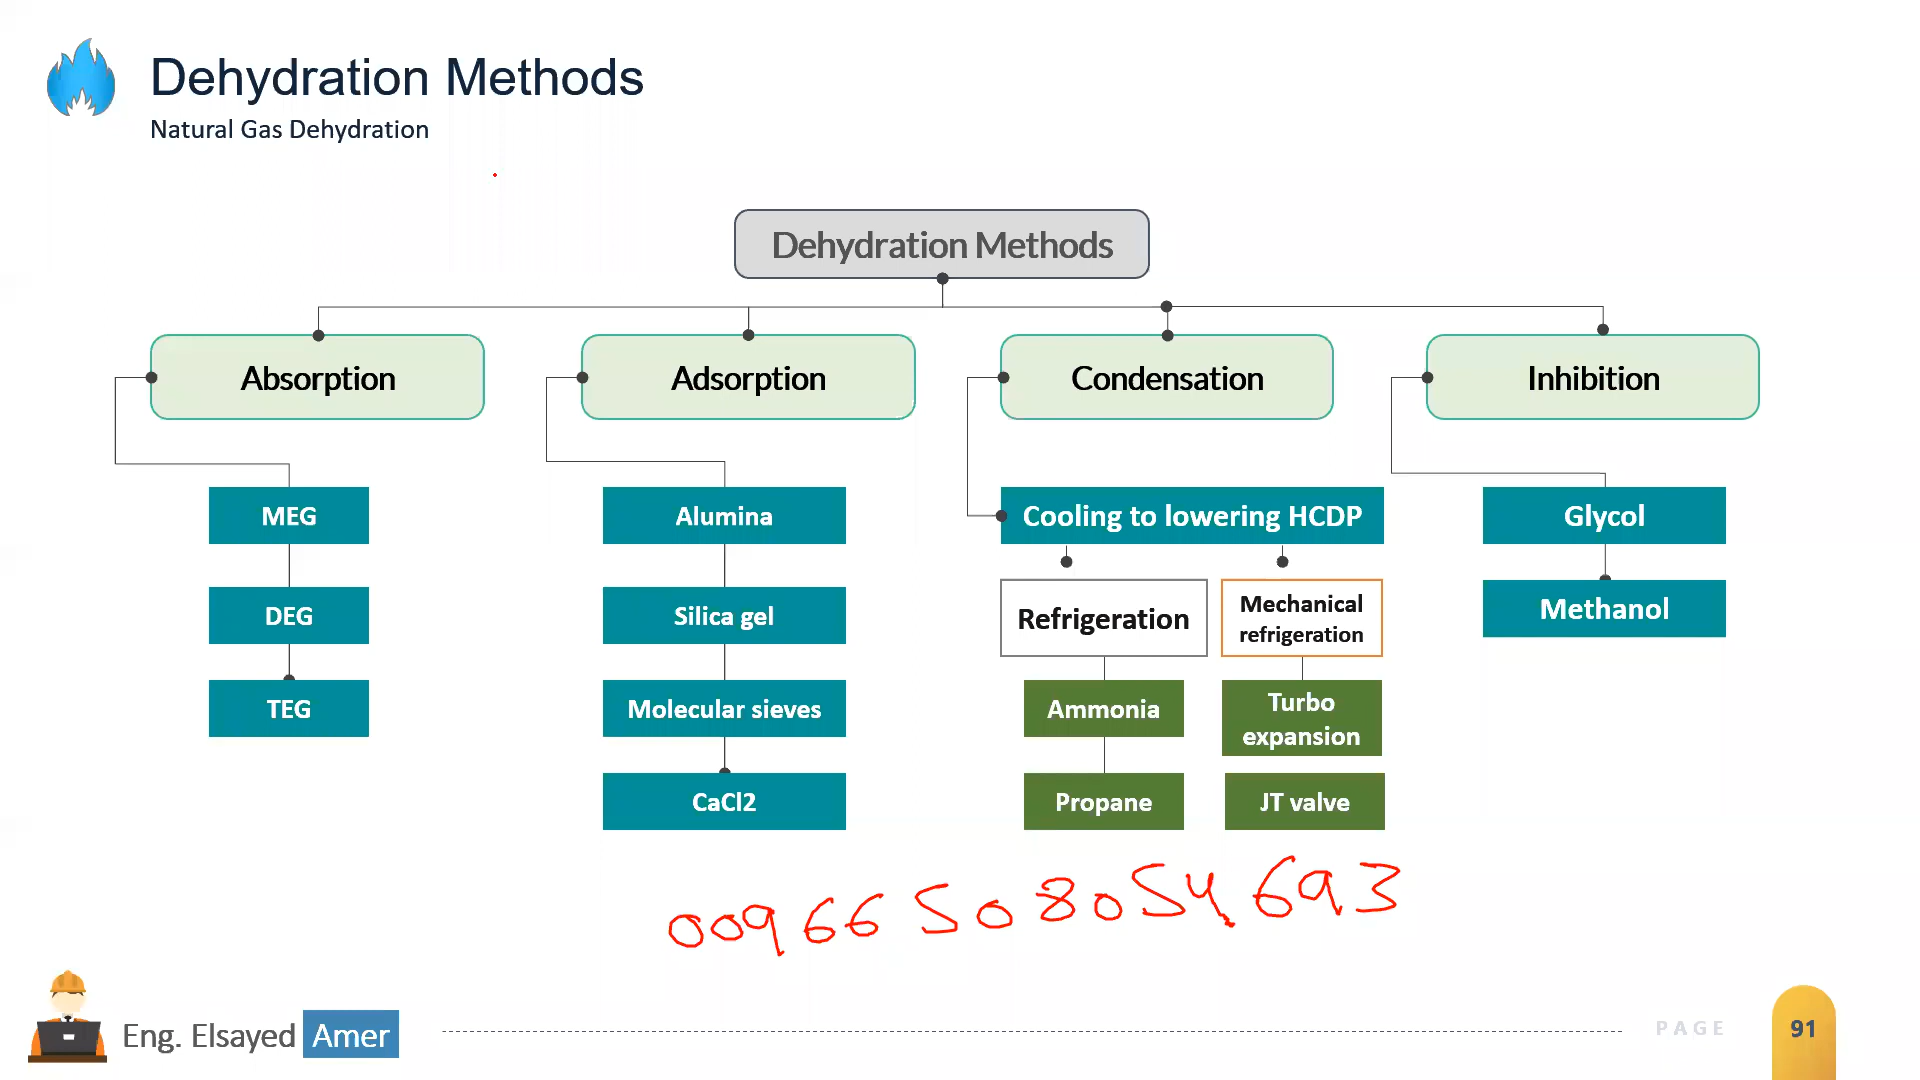 Dehydration Methods
Natural Gas Dehydration
Dehydration Methods
Absorption
MEG
DEG
TEG
Adsorption
Alumina
Silica gel
Molecular sieves
CaCl2
Condensation
Cooling to lowering HCDP
Refrigeration
Ammonia
Propane
Mechanical
refrigeration
Turbo
expansion
JT valve
Inhibition
Glycol
Methanol
00966 508054693
Eng. Elsayed Amer
PAGE
91